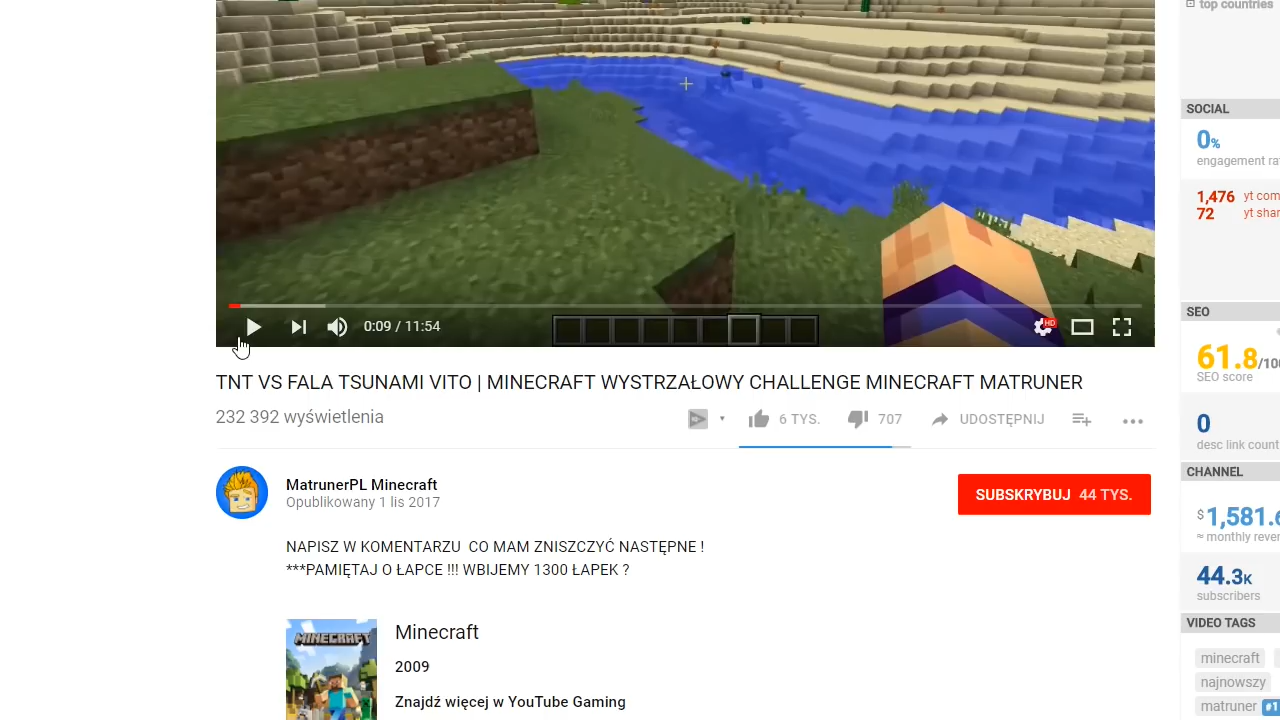 top countries
SOCIAL
0%
engagement ra
1,476 yt com
72 yt shar
0:09 / 11:54
HD
SEO
61.8/100
SEO score
TNT VS FALA TSUNAMI VITO | MINECRAFT WYSTRZAŁOWY CHALLENGE MINECRAFT MATRUNER
232 392 wyświetlenia
6 TYS. 707 UDOSTĘPNIJ
0
desc link count
CHANNEL
MatrunerPL Minecraft
Opublikowany 1 lis 2017
SUBSKRYBUJ 44 TYS.
$1,581.6
≈ monthly rever
NAPISZ W KOMENTARZU CO MAM ZNISZCZYĆ NASTĘPNE !
***PAMIĘTAJ O ŁAPCE !!! WBIJEMY 1300 ŁAPEK ?
44.3K
subscribers
VIDEO TAGS
MINECRAFT
Minecraft
2009
Znajdź więcej w YouTube Gaming
minecraft
najnowszy
matruner #1